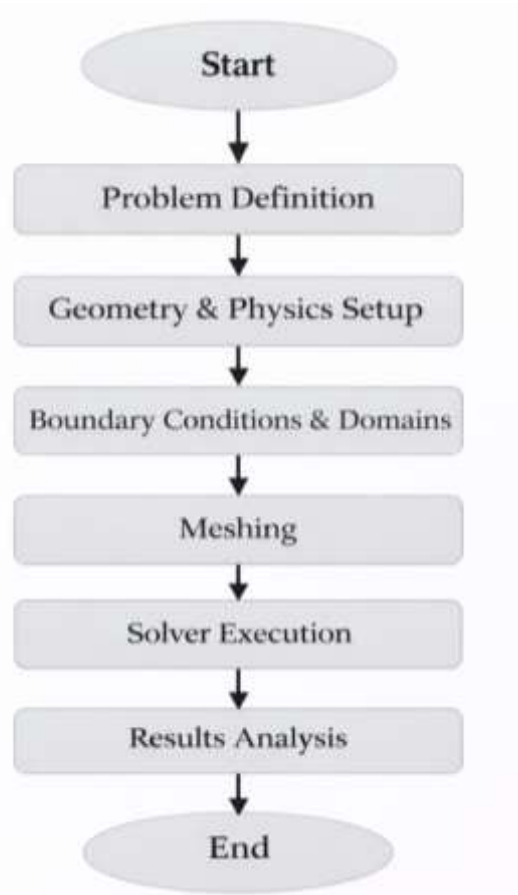 Start
Problem Definition
Geometry & Physics Setup
Boundary Conditions & Domains
Meshing
Solver Execution
Results Analysis
End